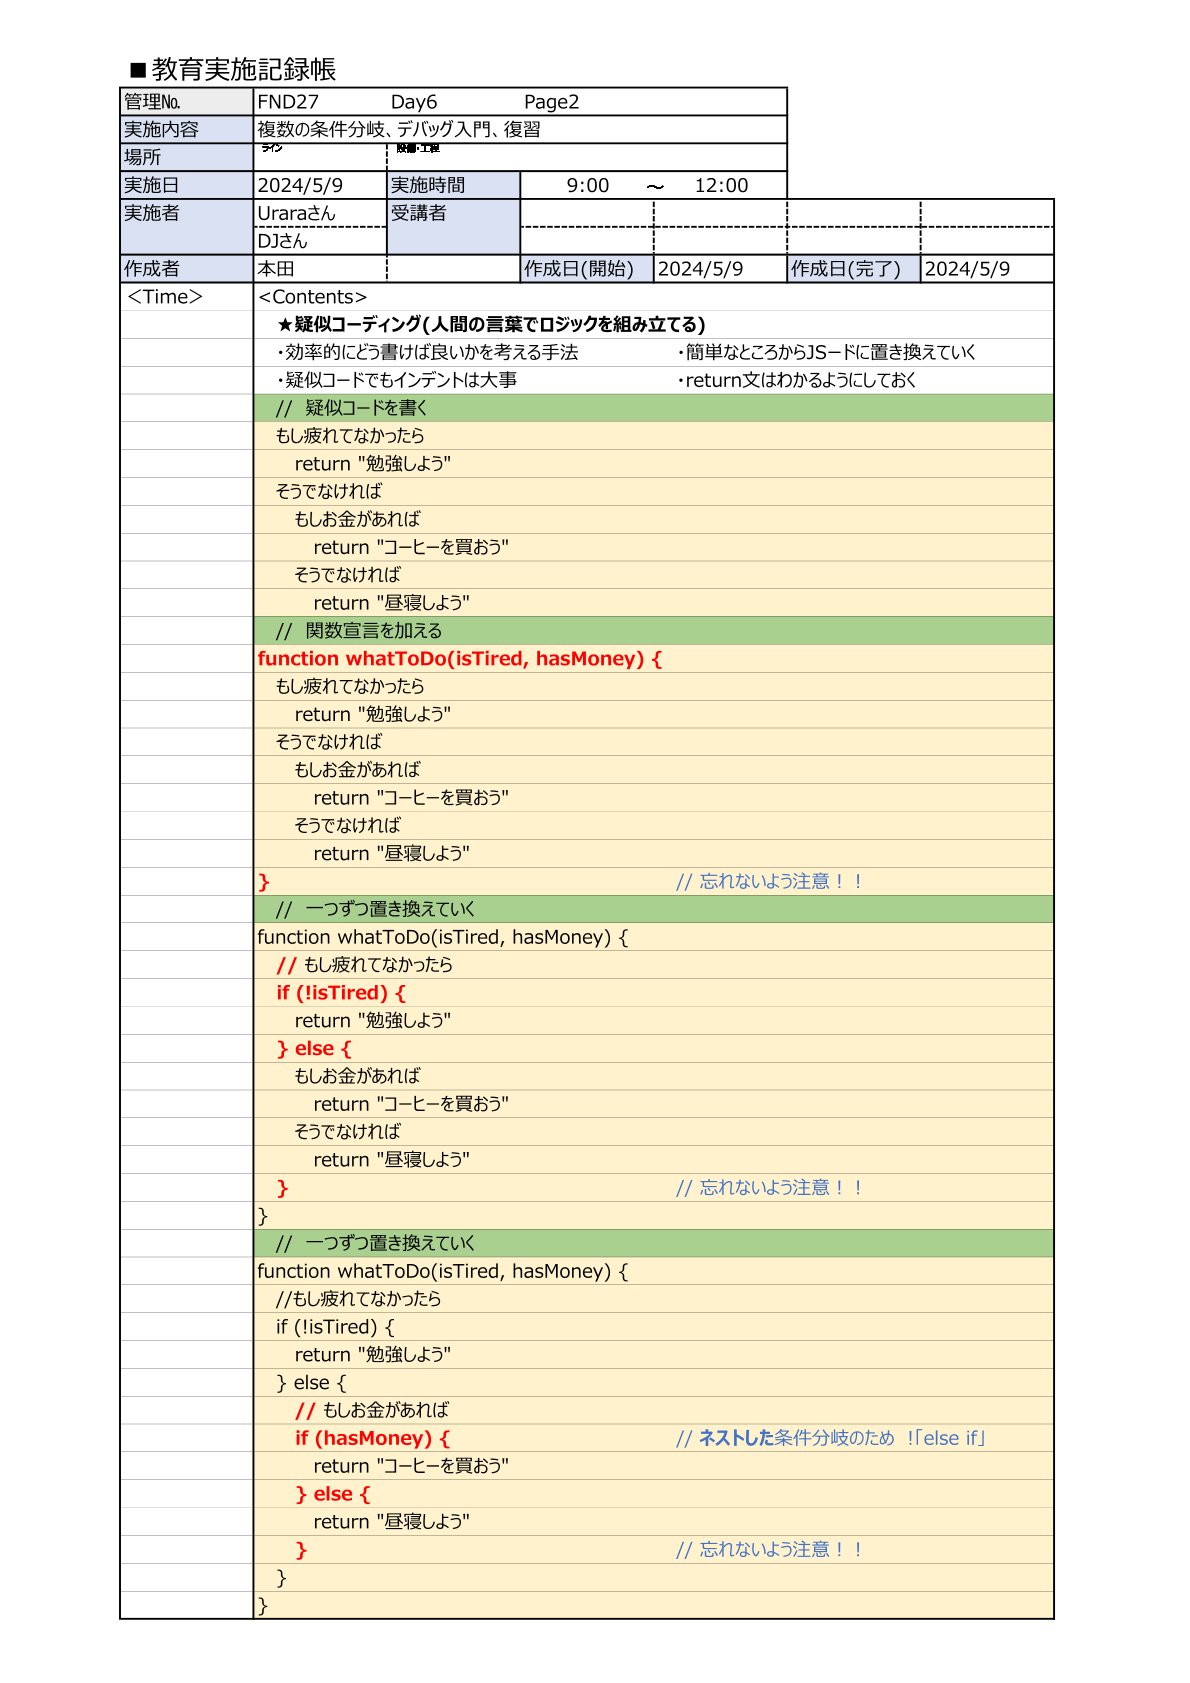 ■教育実施記録帳
管理№ FND27 Day6 Page2
実施内容 複数の条件分岐、デバッグ入門、復習
場所 ライン 設備・工程
実施日 2024/5/9 実施時間 9:00 ～ 12:00
実施者 Uraraさん 受講者
DJさん
作成者 本田 作成日(開始) 2024/5/9 作成日(完了) 2024/5/9
＜Time＞ <Contents>
★疑似コーディング(人間の言葉でロジックを組み立てる)
・効率的にどう書けば良いかを考える手法 ・簡単なところからJSードに置き換えていく
・疑似コードでもインデントは大事 ・return文はわかるようにしておく
// 疑似コードを書く
もし疲れてなかったら
return "勉強しよう"
そうでなければ
もしお金があれば
return "コーヒーを買おう"
そうでなければ
return "昼寝しよう"
// 関数宣言を加える
function whatToDo(isTired, hasMoney) {
もし疲れてなかったら
return "勉強しよう"
そうでなければ
もしお金があれば
return "コーヒーを買おう"
そうでなければ
return "昼寝しよう"
} // 忘れないよう注意！！
// 一つずつ置き換えていく
function whatToDo(isTired, hasMoney) {
// もし疲れてなかったら
if (!isTired) {
return "勉強しよう"
} else {
もしお金があれば
return "コーヒーを買おう"
そうでなければ
return "昼寝しよう"
} // 忘れないよう注意！！
}
// 一つずつ置き換えていく
function whatToDo(isTired, hasMoney) {
//もし疲れてなかったら
if (!isTired) {
return "勉強しよう"
} else {
// もしお金があれば
if (hasMoney) { // ネストした条件分岐のため !「else if」
return "コーヒーを買おう"
} else {
return "昼寝しよう"
} // 忘れないよう注意！！
}
}